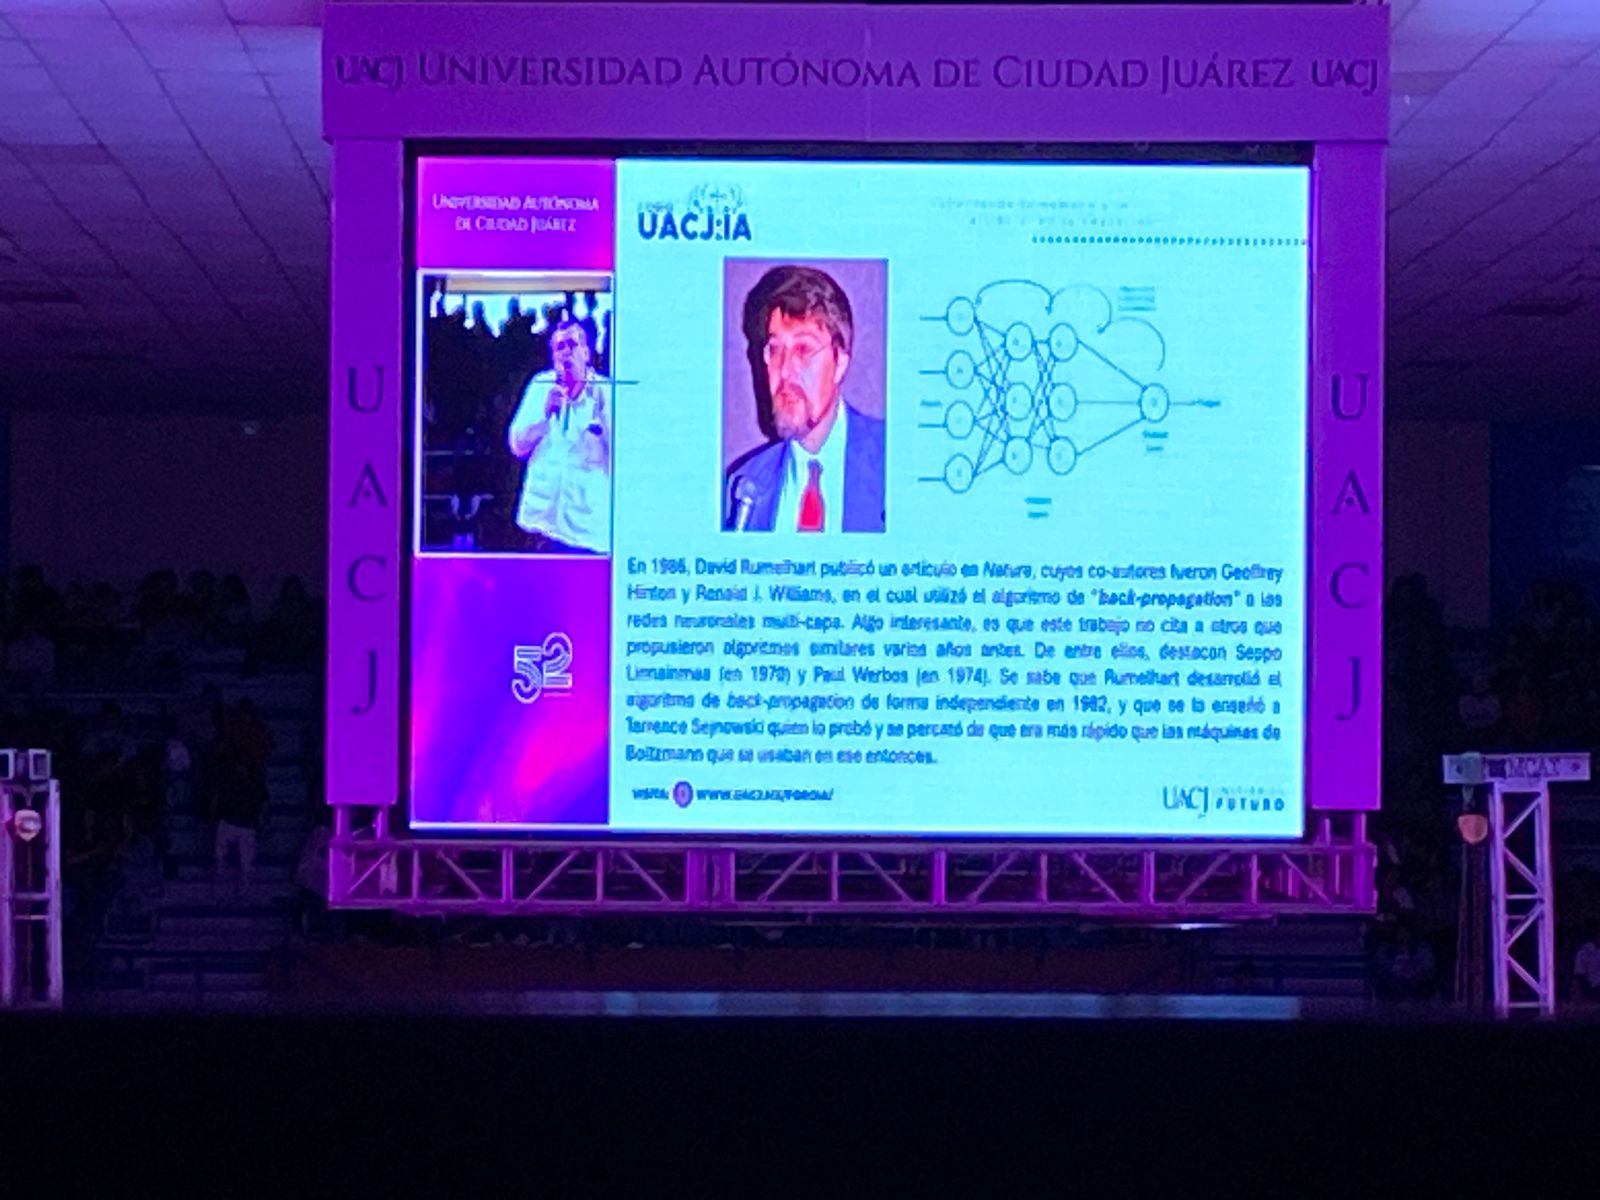 UACJ UNIVERSIDAD AUTÓNOMA DE CIUDAD JUÁREZ UACJ
UNIVERSIDAD AUTÓNOMA
DE CIUDAD JUÁREZ
UACJ:IA
U
A
C
J
U
A
C
J
52
En 1986, David Rumelhart publicó un artículo en Nature, cuyos co-autores fueron Geoffrey
Hinton y Ronald J. Williams, en el cual utilizó el algoritmo de "back-propagation" a las
redes neuronales multi-capa. Algo interesante, es que este trabajo no cita a otros que
propusieron algoritmos similares varios años antes. De entre ellos, destacan Seppo
Linnainmaa (en 1970) y Paul Werbos (en 1974). Se sabe que Rumelhart desarrolló el
algoritmo de back-propagation de forma independiente en 1982, y que se lo enseñó a
Terrence Sejnowski quien lo probó y se percató de que era más rápido que las máquinas de
Boltzmann que se usaban en ese entonces.
UACJ
FUTURO